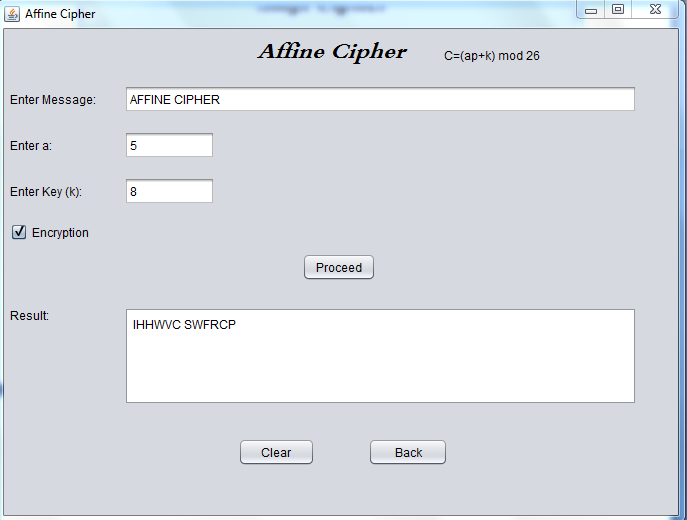 Affine Cipher
Affine Cipher C=(ap+k) mod 26
Enter Message: AFFINE CIPHER
Enter a: 5
Enter Key (k): 8
Encryption
Proceed
Result: IHHWVC SWFRCP
Clear Back